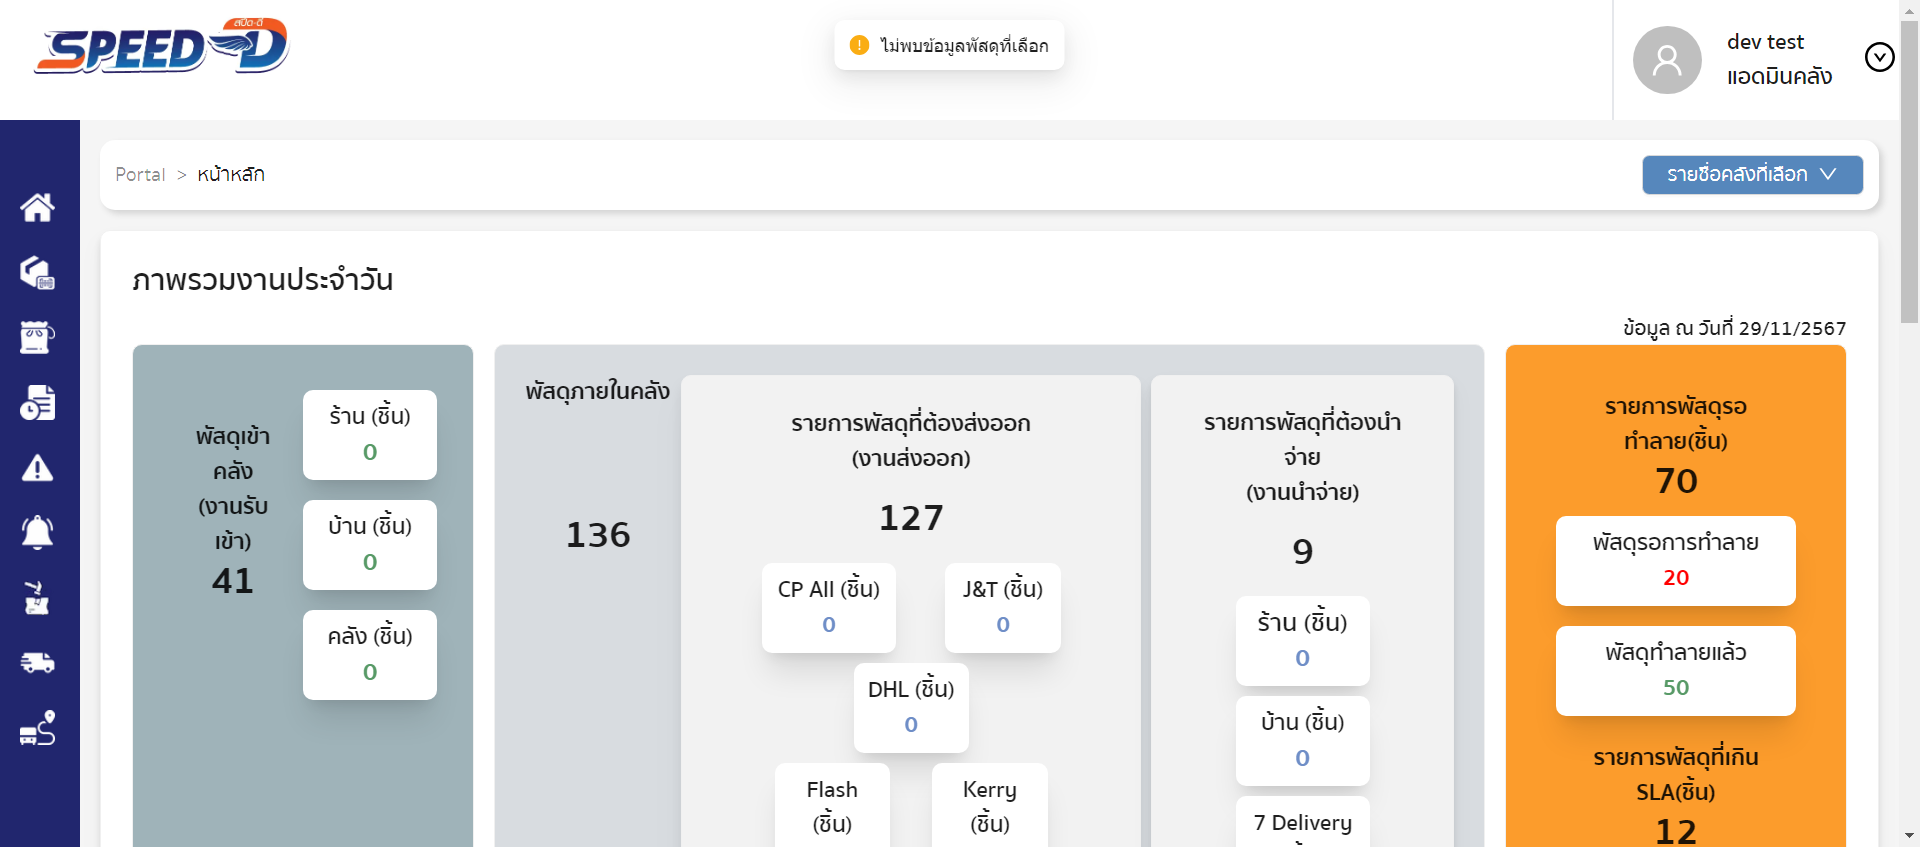 สปีด-ดี
SPEED-D
ไม่พบข้อมูลพัสดุที่เลือก
dev test
แอดมินคลัง
Portal > หน้าหลัก
รายชื่อคลังที่เลือก
ภาพรวมงานประจำวัน
ข้อมูล ณ วันที่ 29/11/2567
พัสดุเข้า
คลัง
(งานรับ
เข้า)
41
ร้าน (ชิ้น)
0
บ้าน (ชิ้น)
0
คลัง (ชิ้น)
0
พัสดุภายในคลัง
136
รายการพัสดุที่ต้องส่งออก
(งานส่งออก)
127
CP All (ชิ้น)
0
J&T (ชิ้น)
0
DHL (ชิ้น)
0
Flash
(ชิ้น)
Kerry
(ชิ้น)
รายการพัสดุที่ต้องนำ
จ่าย
(งานนำจ่าย)
9
ร้าน (ชิ้น)
0
บ้าน (ชิ้น)
0
7 Delivery
รายการพัสดุรอ
ทำลาย(ชิ้น)
70
พัสดุรอการทำลาย
20
พัสดุทำลายแล้ว
50
รายการพัสดุที่เกิน
SLA(ชิ้น)
12